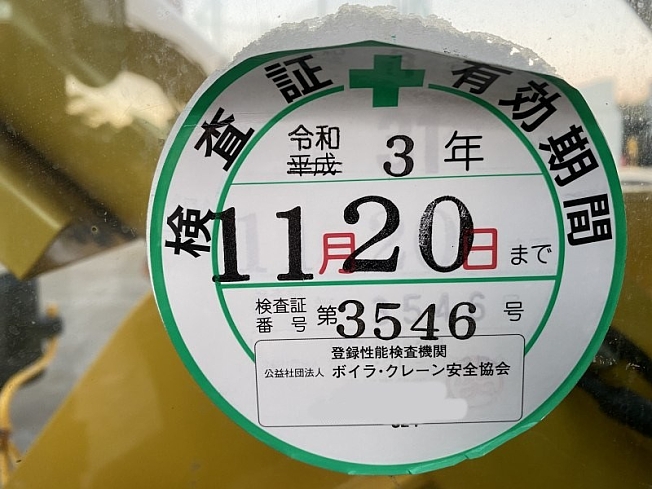 検査証 有効期間
令和
平成 3 年
11月20日まで
検査証
番号 第3546号
登録性能検査機関
公益社団法人 ボイラ・クレーン安全協会